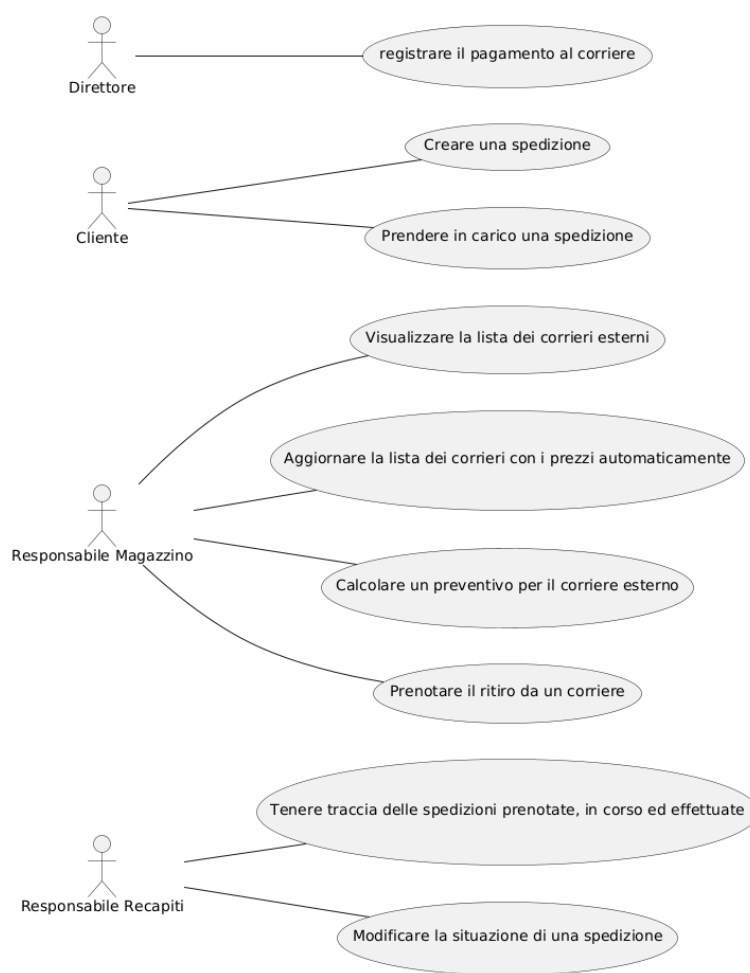 registrare il pagamento al corriere
Direttore
Creare una spedizione
Cliente
Prendere in carico una spedizione
Visualizzare la lista dei corrieri esterni
Aggiornare la lista dei corrieri con i prezzi automaticamente
Responsabile Magazzino
Calcolare un preventivo per il corriere esterno
Prenotare il ritiro da un corriere
Tenere traccia delle spedizioni prenotate, in corso ed effettuate
Responsabile Recapiti
Modificare la situazione di una spedizione